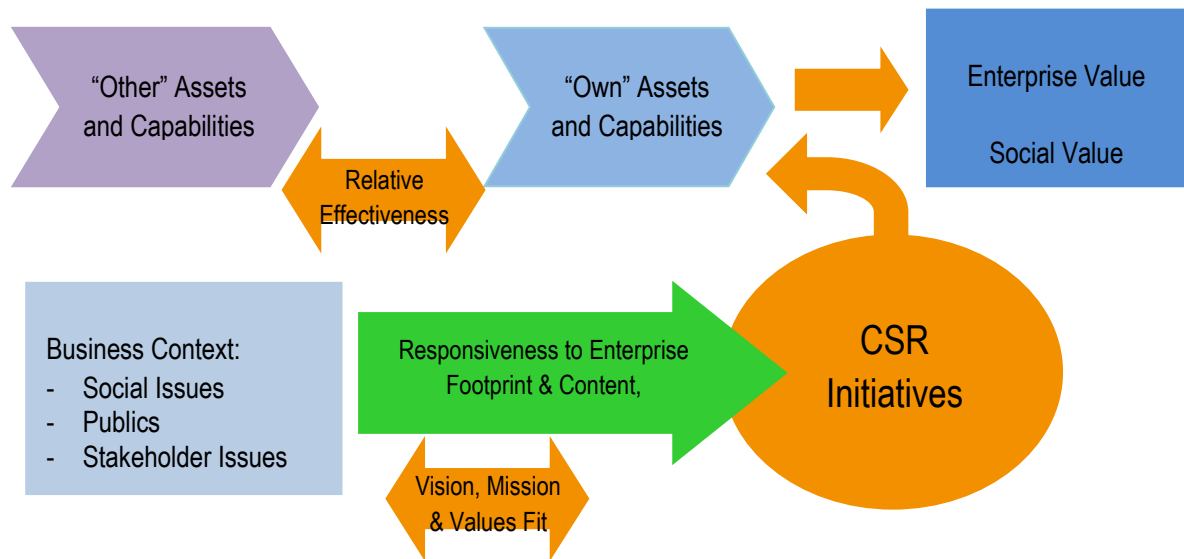 “Other” Assets
and Capabilities
“Own” Assets
and Capabilities
Enterprise Value
Social Value
Relative
Effectiveness
Business Context:
- Social Issues
- Publics
- Stakeholder Issues
Responsiveness to Enterprise
Footprint & Content,
CSR
Initiatives
Vision, Mission
& Values Fit